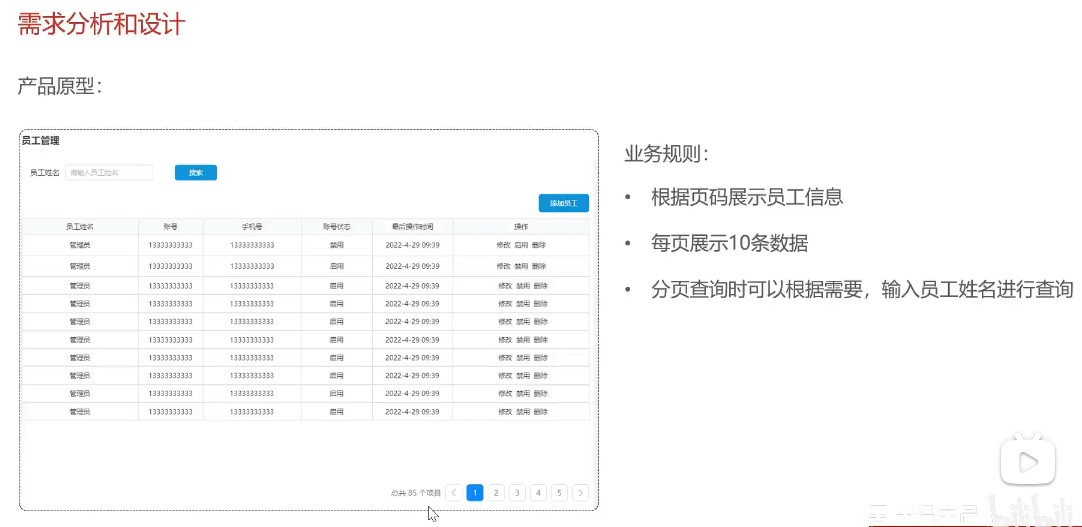 需求分析和设计
产品原型：
员工管理
员工姓名 请输入员工姓名 搜索
添加员工
员工姓名 账号 手机号 账号状态 最后操作时间 操作
管理员 13333333333 13333333333 禁用 2022-4-29 09:39 修改 启用 删除
管理员 13333333333 13333333333 启用 2022-4-29 09:39 修改 禁用 删除
管理员 13333333333 13333333333 启用 2022-4-29 09:39 修改 禁用 删除
管理员 13333333333 13333333333 启用 2022-4-29 09:39 修改 禁用 删除
管理员 13333333333 13333333333 启用 2022-4-29 09:39 修改 禁用 删除
管理员 13333333333 13333333333 启用 2022-4-29 09:39 修改 禁用 删除
管理员 13333333333 13333333333 启用 2022-4-29 09:39 修改 禁用 删除
管理员 13333333333 13333333333 启用 2022-4-29 09:39 修改 禁用 删除
管理员 13333333333 13333333333 启用 2022-4-29 09:39 修改 禁用 删除
管理员 13333333333 13333333333 启用 2022-4-29 09:39 修改 禁用 删除
总共 85 个项目 < 1 2 3 4 5 >
业务规则：
• 根据页码展示员工信息
• 每页展示10条数据
• 分页查询时可以根据需要，输入员工姓名进行查询
bilibili